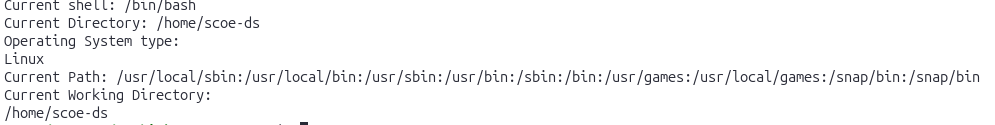 Current shell: /bin/bash
Current Directory: /home/scoe-ds
Operating System type:
Linux
Current Path: /usr/local/sbin:/usr/local/bin:/usr/sbin:/usr/bin:/sbin:/bin:/usr/games:/usr/local/games:/snap/bin:/snap/bin
Current Working Directory:
/home/scoe-ds